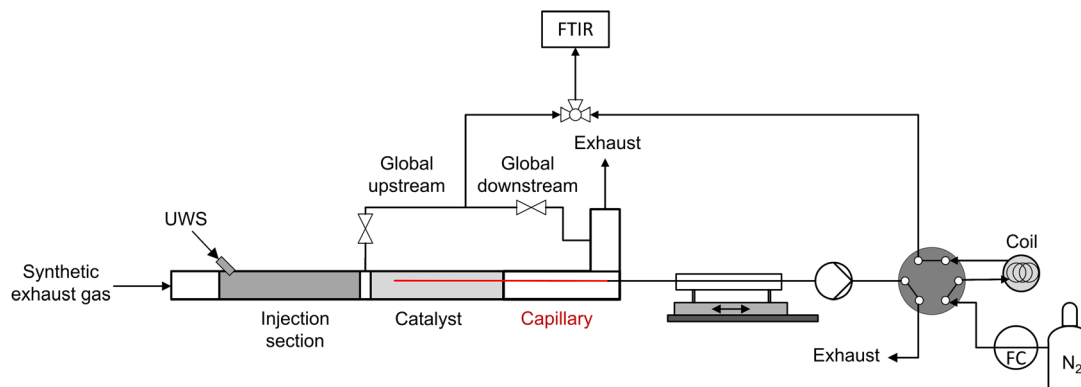 FTIR
Exhaust
Global
upstream
Global
downstream
UWS
Synthetic
exhaust gas
Injection
section
Catalyst
Capillary
Coil
Exhaust
FC
N₂